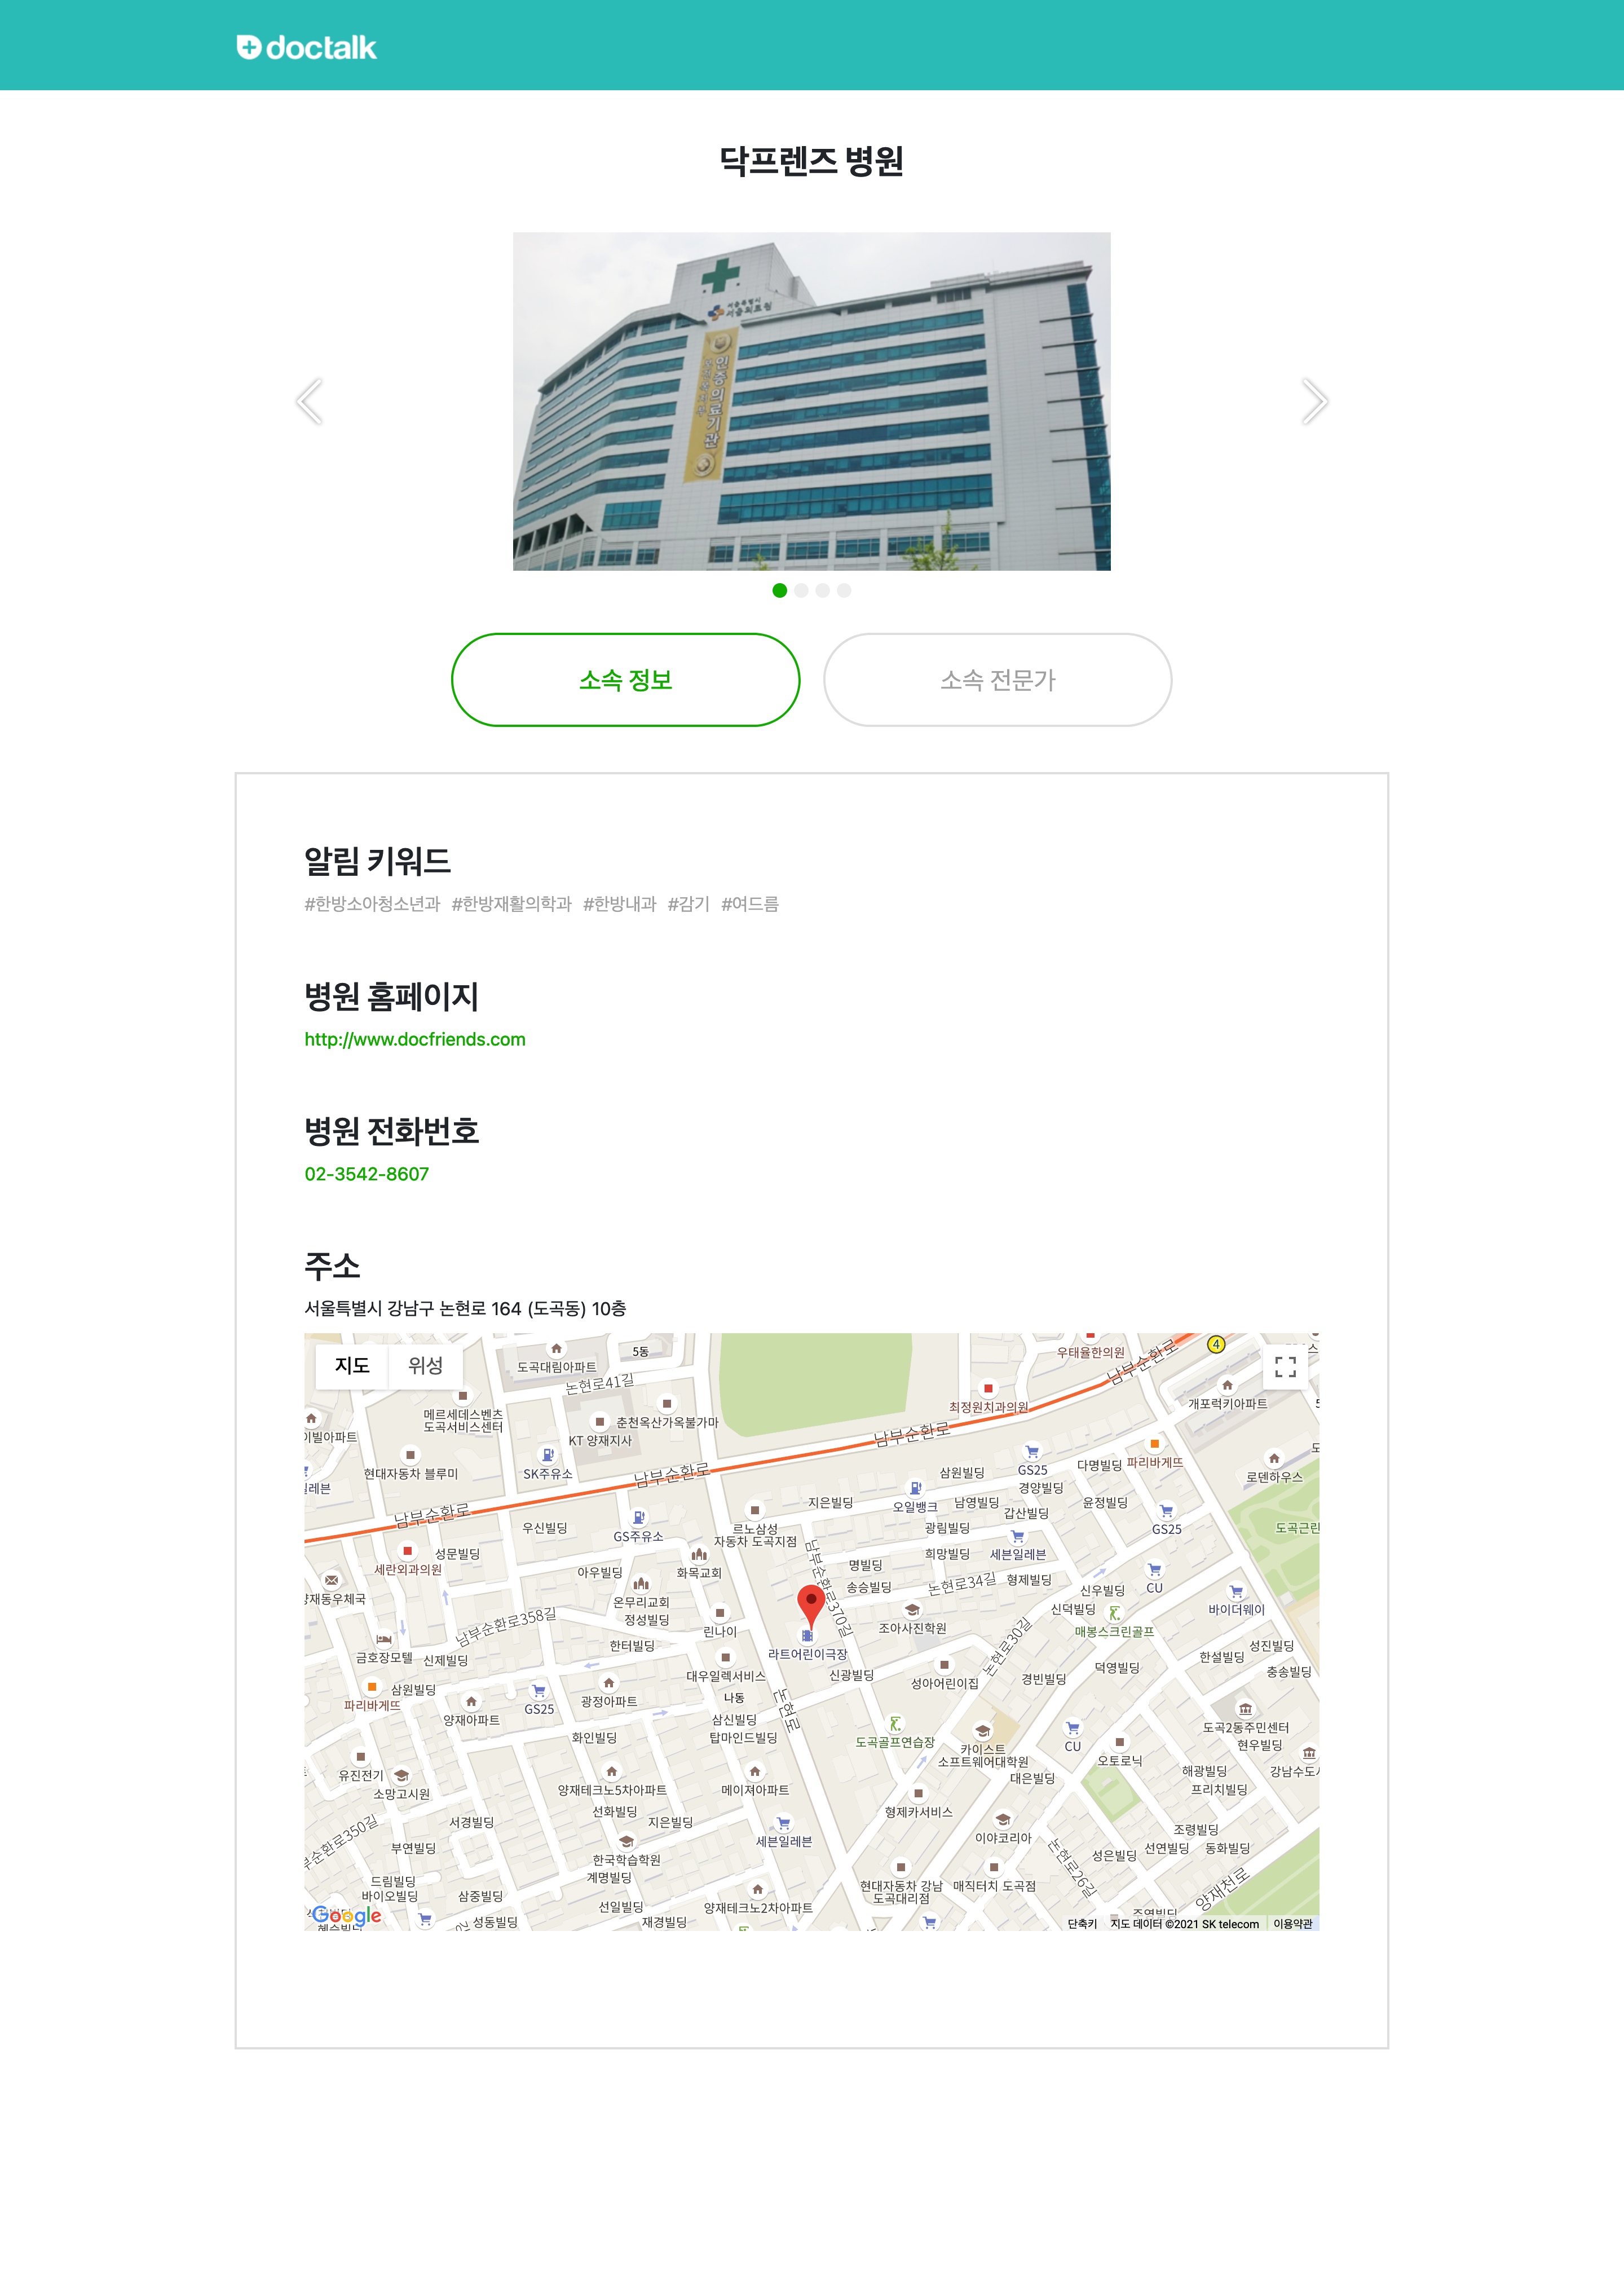 doctalk
닥프렌즈 병원
서울특별시
서울의료원
인증의료기관
소속 정보
소속 전문가
알림 키워드
#한방소아청소년과 #한방재활의학과 #한방내과 #감기 #여드름
병원 홈페이지
http://www.docfriends.com
병원 전화번호
02-3542-8607
주소
서울특별시 강남구 논현로 164 (도곡동) 10층
지도 위성
도곡대림아파트
5동
논현로41길
우태율한의원
남부순환로
4
메르세데스벤츠
도곡서비스센터
춘천옥산가옥불가마
KT 양재지사
최정원치과의원
개포럭키아파트
이빌아파트
현대자동차 블루미
SK주유소
남부순환로
남부순환로
GS25
다명빌딩
파리바게뜨
로덴하우스
삼원빌딩
경양빌딩
오일뱅크
남영빌딩
갑산빌딩
윤정빌딩
지은빌딩
남부순환로
우신빌딩
GS주유소
르노삼성
자동차 도곡지점
광림빌딩
GS25
도곡근린
세란외과의원
성문빌딩
화목교회
명빌딩
희망빌딩
세븐일레븐
아우빌딩
송승빌딩
논현로34길
형제빌딩
신우빌딩
CU
남부순환로370길
온무리교회
정성빌딩
린나이
조아사진학원
신덕빌딩
매봉스크린골프
바이더웨이
남부순환로358길
논현로30길
금호장모텔
신제빌딩
한터빌딩
라트어린이극장
신광빌딩
대우일렉서비스
성아어린이집
경빈빌딩
덕영빌딩
한설빌딩
성진빌딩
충송빌딩
파리바게뜨
삼원빌딩
양재아파트
GS25
광정아파트
나동
삼신빌딩
탑마인드빌딩
논현로
도곡골프연습장
카이스트
소프트웨어대학원
CU
도곡2동주민센터
현우빌딩
화인빌딩
오토로닉
유진전기
소망고시원
양재테크노5차아파트
메이져아파트
대은빌딩
해광빌딩
프리치빌딩
선화빌딩
지은빌딩
형제카서비스
서경빌딩
세븐일레븐
이야코리아
조령빌딩
부연빌딩
한국학습학원
계명빌딩
성은빌딩
선연빌딩
동화빌딩
논현로26길
드림빌딩
바이오빌딩
삼중빌딩
선일빌딩
양재테크노2차아파트
현대자동차 강남
도곡대리점
매직터치 도곡점
양재천로
성동빌딩
재경빌딩
Google
단축키 지도 데이터 ©2021 SK telecom 이용약관